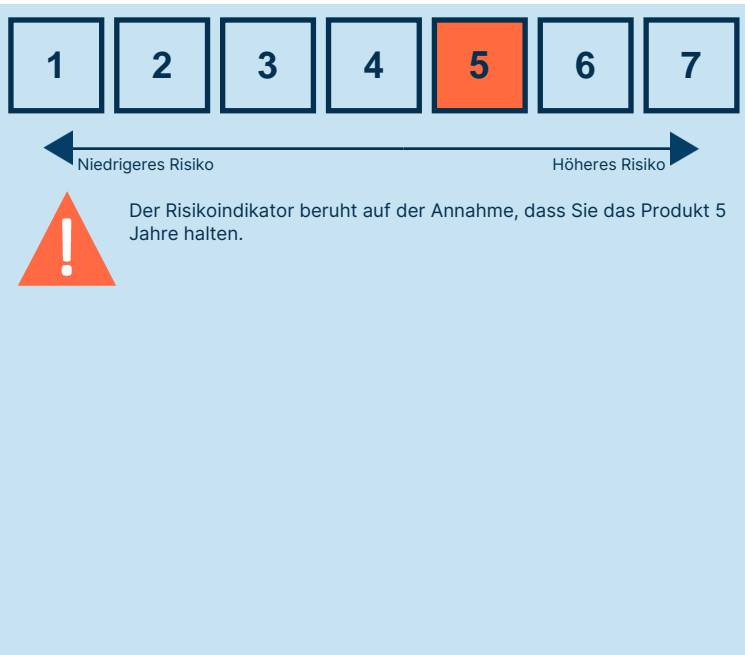 1 2 3 4 5 6 7
Niedrigeres Risiko Höheres Risiko
!
Der Risikoindikator beruht auf der Annahme, dass Sie das Produkt 5
Jahre halten.